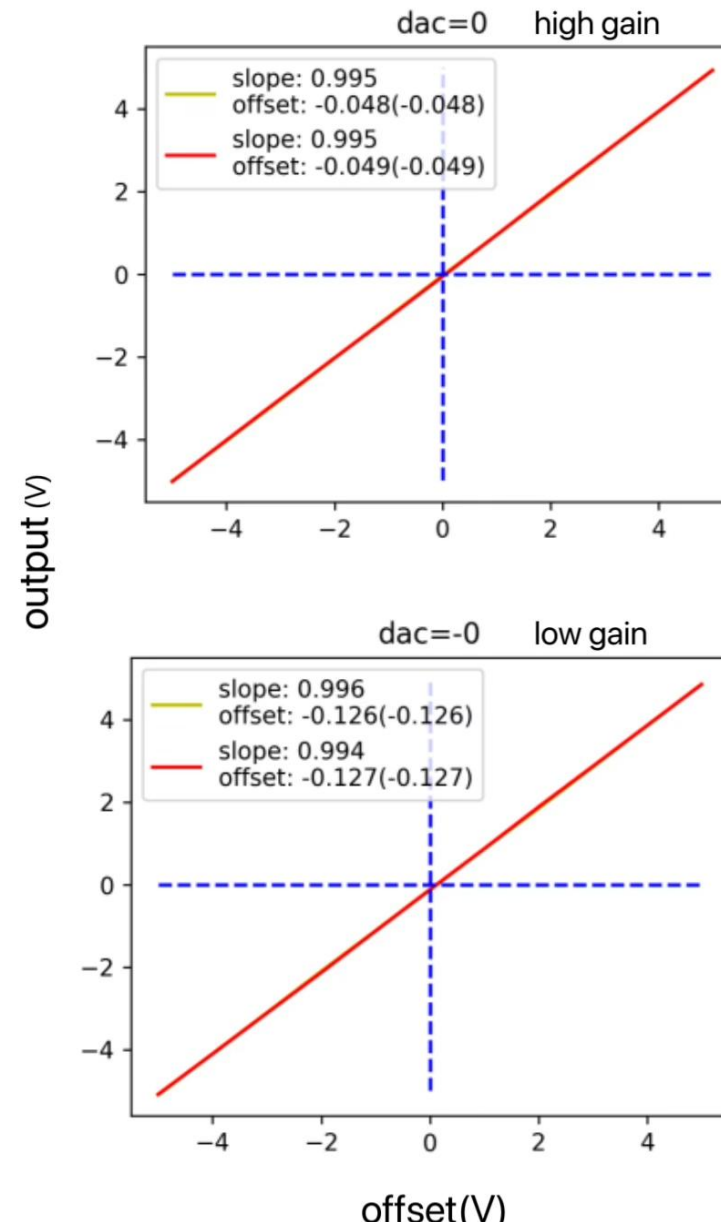 dac=0 high gain
slope: 0.995
offset: -0.048(-0.048)
slope: 0.995
offset: -0.049(-0.049)
4
2
0
−2
−4
−4 −2 0 2 4
output (V)
dac=-0 low gain
slope: 0.996
offset: -0.126(-0.126)
slope: 0.994
offset: -0.127(-0.127)
4
2
0
−2
−4
−4 −2 0 2 4
offset(V)